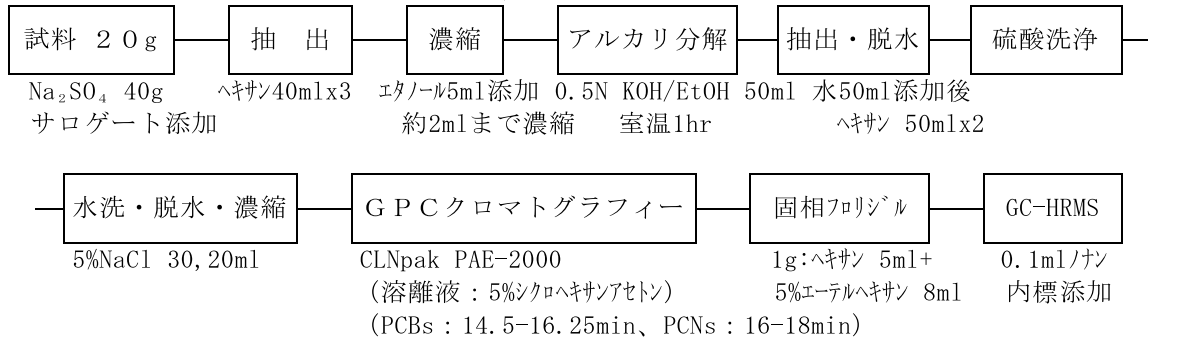 試料 ２０g 抽 出 濃縮 アルカリ分解 抽出・脱水 硫酸洗浄
Na₂SO₄ 40g ﾍｷｻﾝ40mlx3 ｴﾀﾉｰﾙ5ml添加 0.5N KOH/EtOH 50ml 水50ml添加後
サロゲート添加 約2mlまで濃縮 室温1hr ﾍｷｻﾝ 50mlx2
水洗・脱水・濃縮 ＧＰＣクロマトグラフィー 固相ﾌﾛﾘｼﾞﾙ GC-HRMS
5%NaCl 30,20ml CLNpak PAE-2000 1g:ﾍｷｻﾝ 5ml+ 0.1mlﾉﾅﾝ
（溶離液：5%ｼｸﾛﾍｷｻﾝｱｾﾄﾝ） 5%ｴｰﾃﾙﾍｷｻﾝ 8ml 内標添加
（PCBs：14.5-16.25min、PCNs：16-18min）